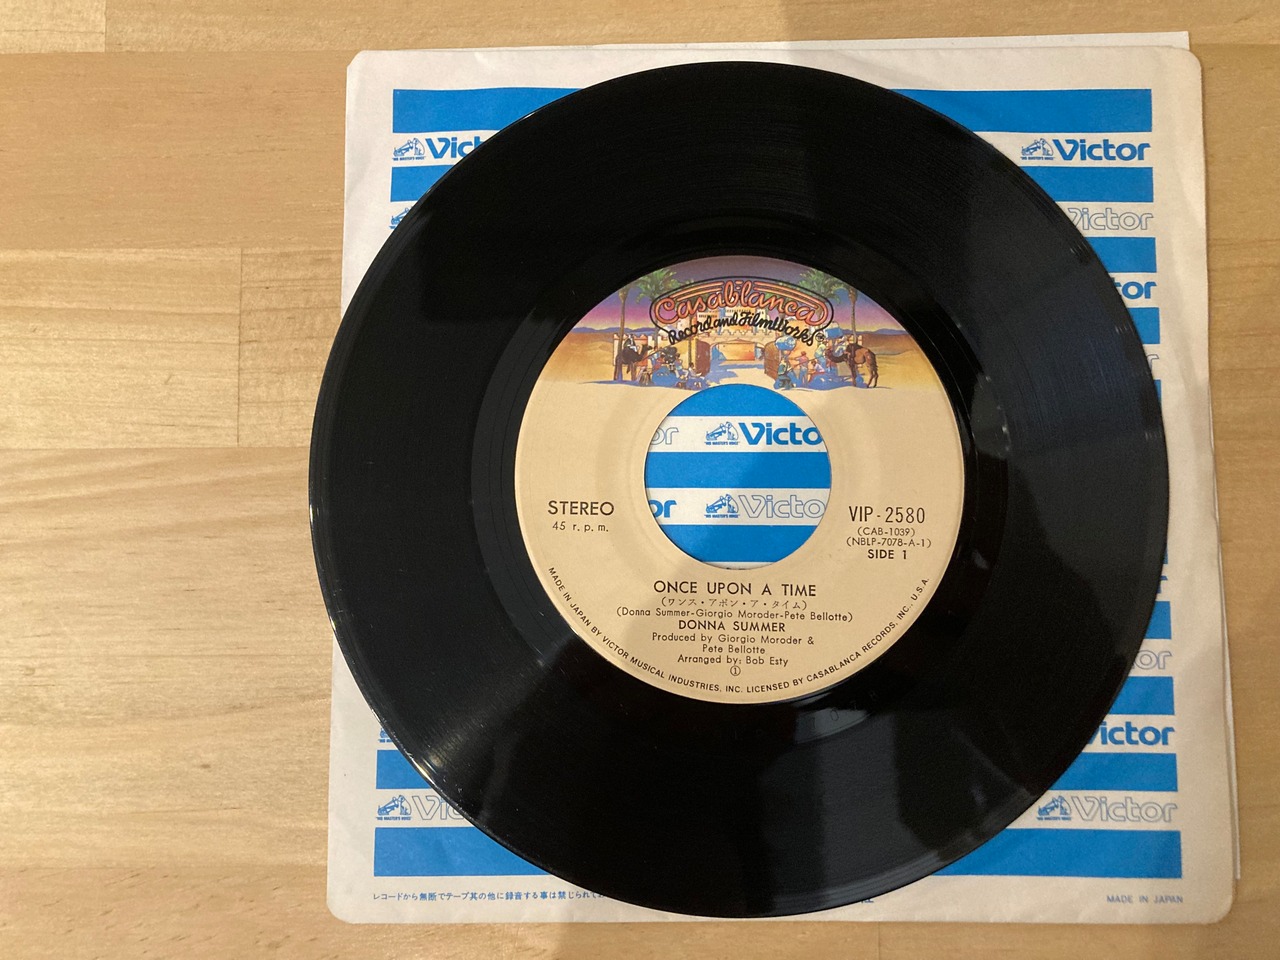 Victor
Victor
Victor
Casablanca
Record and FilmWorks
Victor
STEREO
45 r.p.m.
VIP-2580
(CAB-1039)
(NBLP-7078-A-1)
SIDE 1
ONCE UPON A TIME
(ワンス・アポン・ア・タイム)
(Donna Summer-Giorgio Moroder-Pete Bellotte)
DONNA SUMMER
Produced by Giorgio Moroder &
Pete Bellotte
Arranged by: Bob Esty
①
MADE IN JAPAN BY VICTOR MUSICAL INDUSTRIES, INC. LICENSED BY CASABLANCA RECORDS, INC., U.S.A.
Victor
Victor
レコードから無断でテープ其の他に録音する事は禁じられて
MADE IN JAPAN